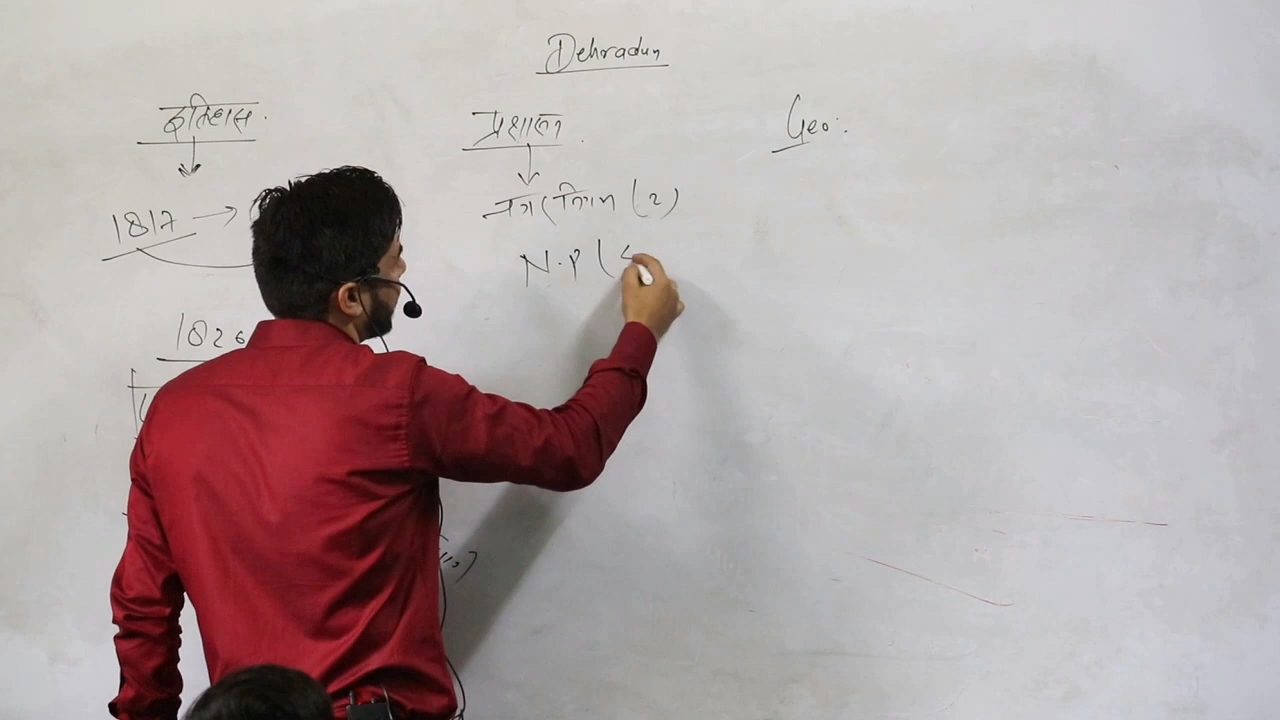 Dehradun
इतिहास.
प्रशासन.
Geo:
1817 →
नगर निगम (2)
N.P (
1826